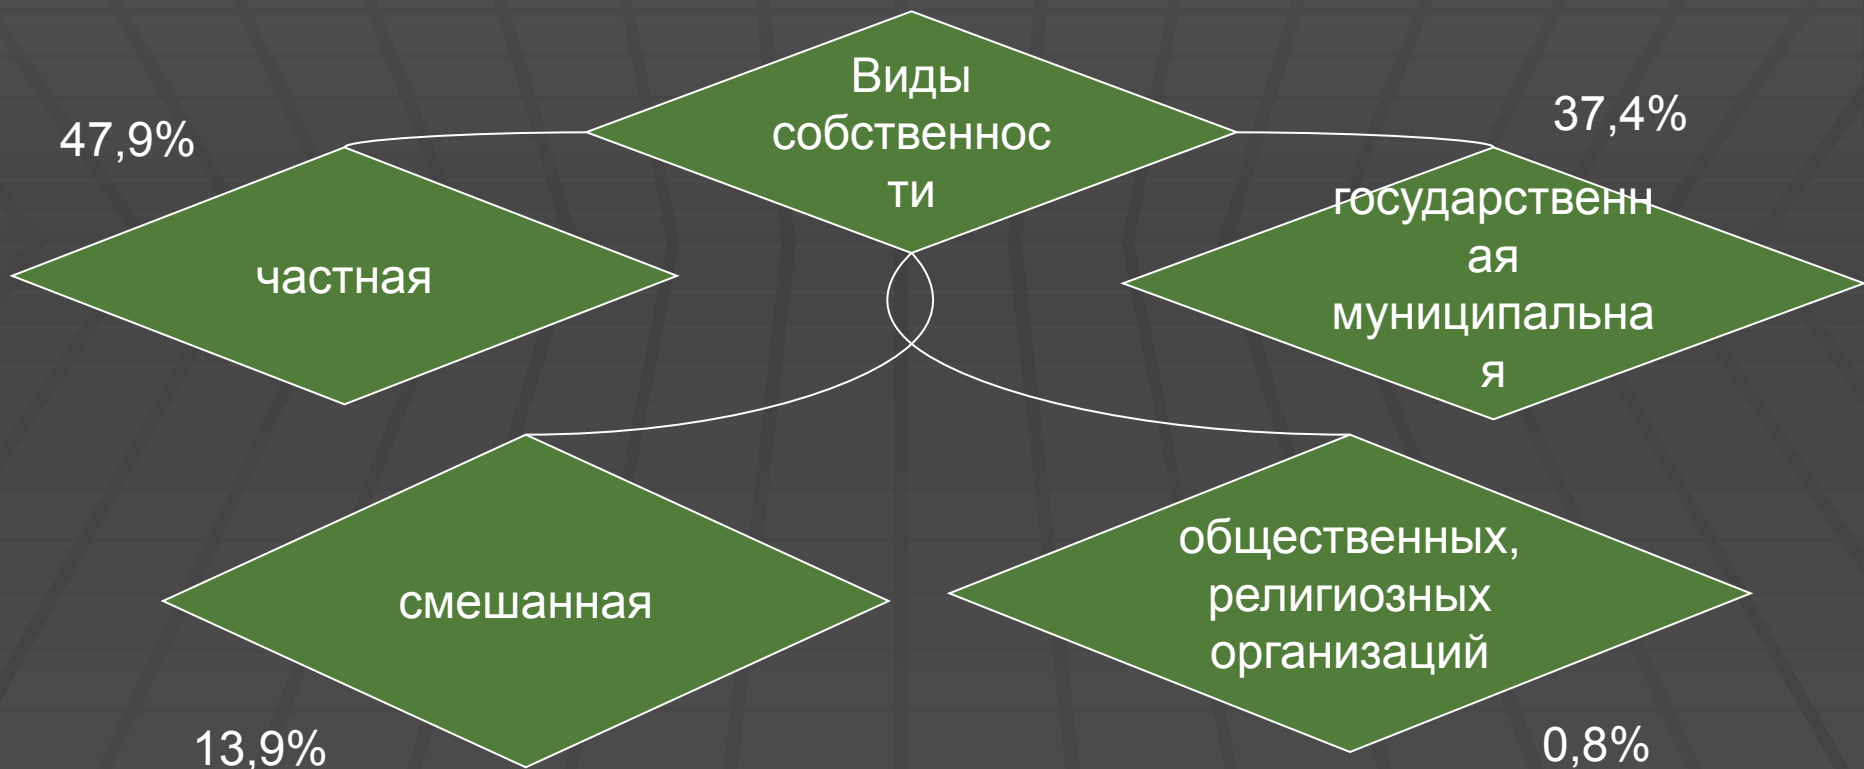 Виды
собственнос
ти
47,9%
37,4%
частная
государственн
ая
муниципальна
я
смешанная
общественных,
религиозных
организаций
13,9%
0,8%